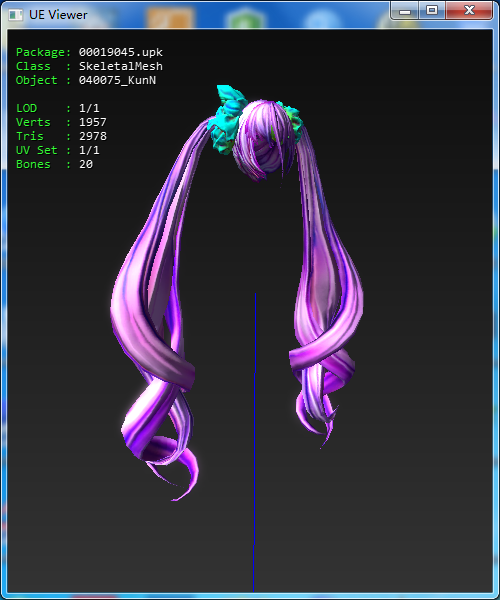 UE Viewer
Package: 00019045.upk
Class : SkeletalMesh
Object : 040075_KunN
LOD : 1/1
Verts : 1957
Tris : 2978
UV Set : 1/1
Bones : 20